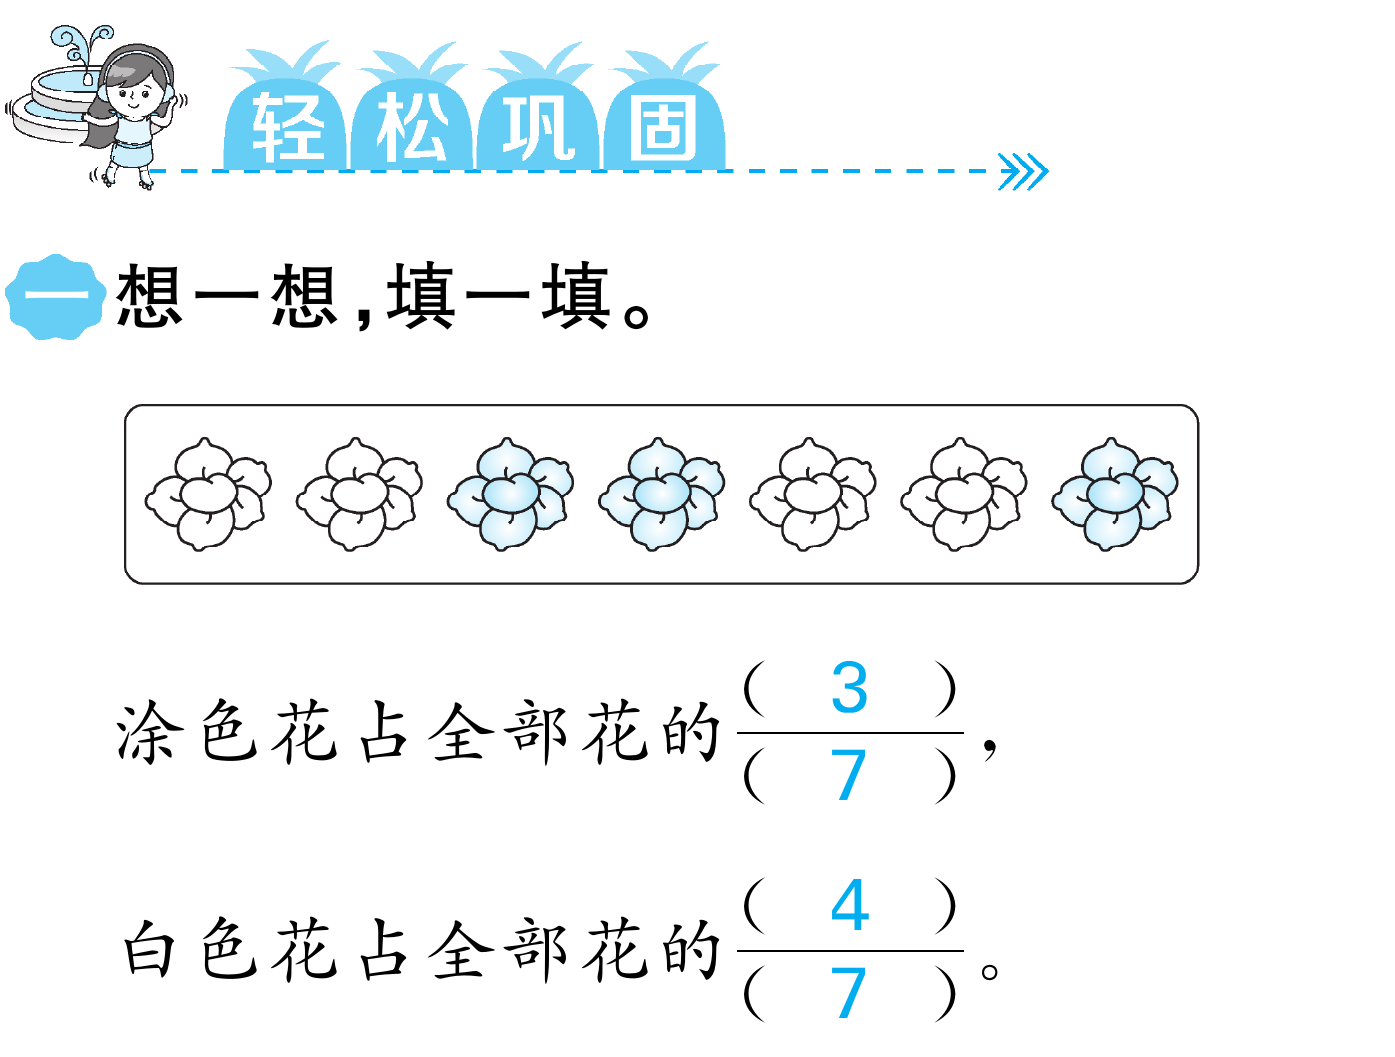 轻松巩固
一 想一想,填一填。
涂色花占全部花的( 3 )/( 7 ),
白色花占全部花的( 4 )/( 7 )。